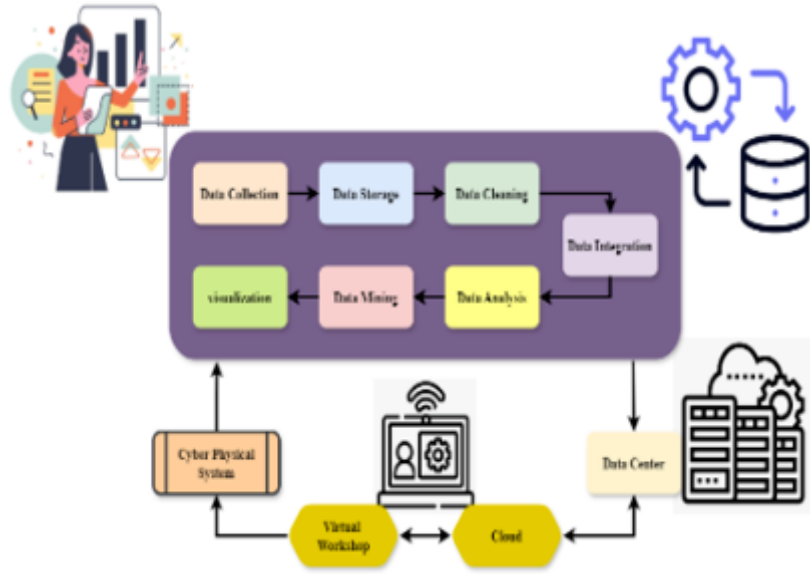 Data Collection
Data Storage
Data Cleaning
Data Integration
visualization
Data Mining
Data Analysis
Cyber Physical
System
Data Center
Virtual
Workshop
Cloud